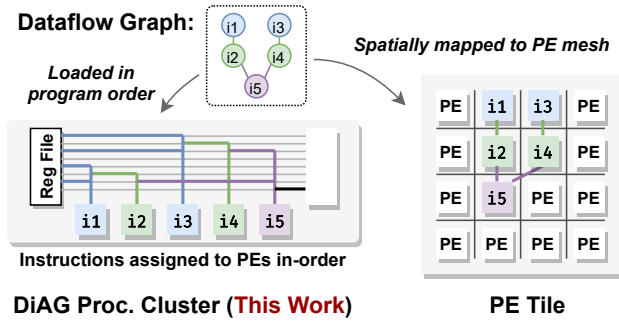 Dataflow Graph:
i1
i3
i2
i4
i5
Loaded in
program order
Spatially mapped to PE mesh
Reg File
i1
i2
i3
i4
i5
Instructions assigned to PEs in-order
DiAG Proc. Cluster (This Work)
PE
i1
i3
PE
PE
i2
i4
PE
PE
i5
PE
PE
PE
PE
PE
PE
PE Tile